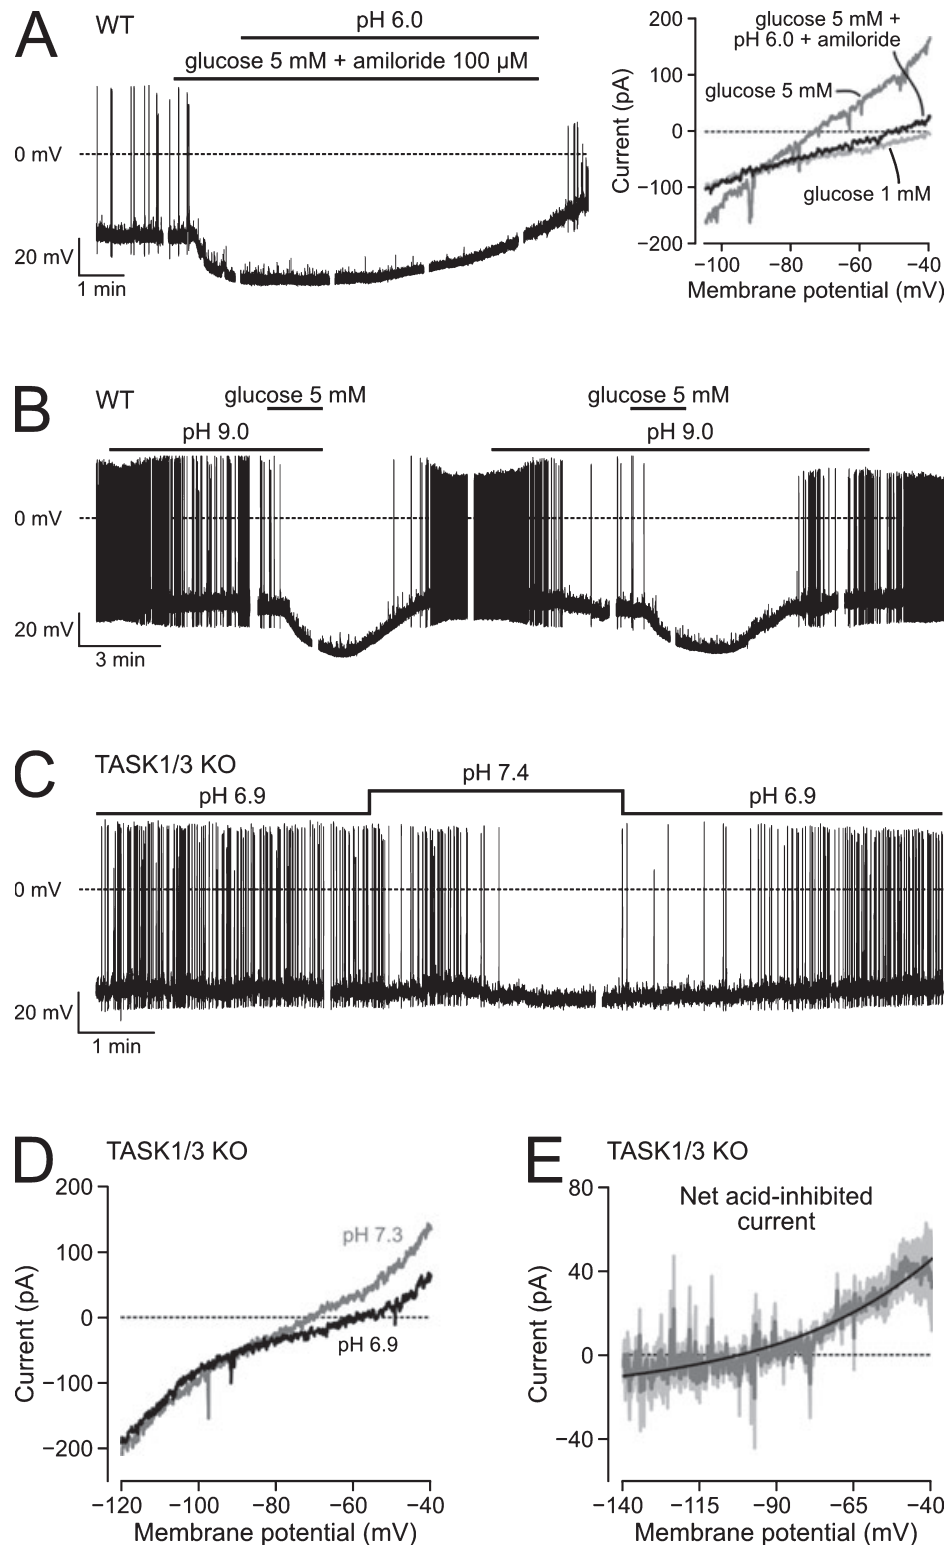 A
WT
pH 6.0
glucose 5 mM + amiloride 100 µM
0 mV
20 mV
1 min
200
100
0
−100
−200
Current (pA)
glucose 5 mM +
pH 6.0 + amiloride
glucose 5 mM
glucose 1 mM
−100
−80
−60
−40
Membrane potential (mV)
B
WT
glucose 5 mM
glucose 5 mM
pH 9.0
pH 9.0
0 mV
20 mV
3 min
C
TASK1/3 KO
pH 6.9
pH 7.4
pH 6.9
0 mV
20 mV
1 min
D
TASK1/3 KO
200
100
0
−100
−200
Current (pA)
pH 7.3
pH 6.9
−120
−100
−80
−60
−40
Membrane potential (mV)
E
TASK1/3 KO
Net acid-inhibited
current
80
40
0
−40
Current (pA)
−140
−115
−90
−65
−40
Membrane potential (mV)